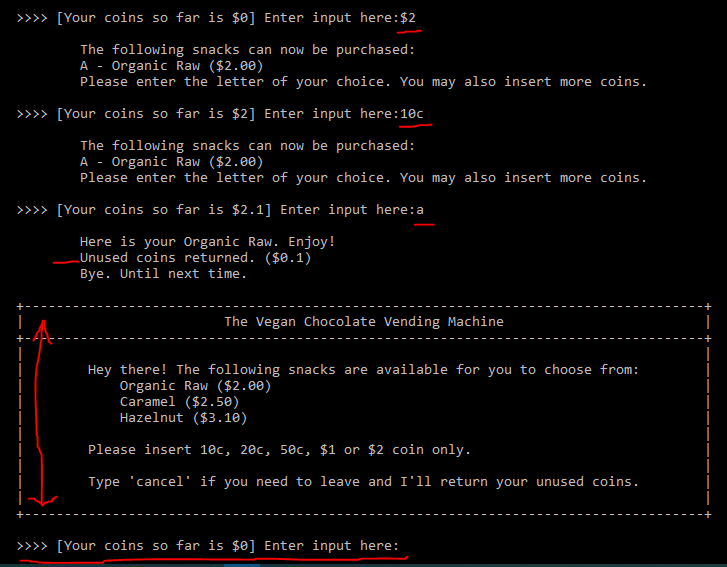 >>>> [Your coins so far is $0] Enter input here:$2
The following snacks can now be purchased:
A - Organic Raw ($2.00)
Please enter the letter of your choice. You may also insert more coins.
>>>> [Your coins so far is $2] Enter input here:10c
The following snacks can now be purchased:
A - Organic Raw ($2.00)
Please enter the letter of your choice. You may also insert more coins.
>>>> [Your coins so far is $2.1] Enter input here:a
Here is your Organic Raw. Enjoy!
Unused coins returned. ($0.1)
Bye. Until next time.
The Vegan Chocolate Vending Machine
Hey there! The following snacks are available for you to choose from:
Organic Raw ($2.00)
Caramel ($2.50)
Hazelnut ($3.10)
Please insert 10c, 20c, 50c, $1 or $2 coin only.
Type 'cancel' if you need to leave and I'll return your unused coins.
>>>> [Your coins so far is $0] Enter input here: